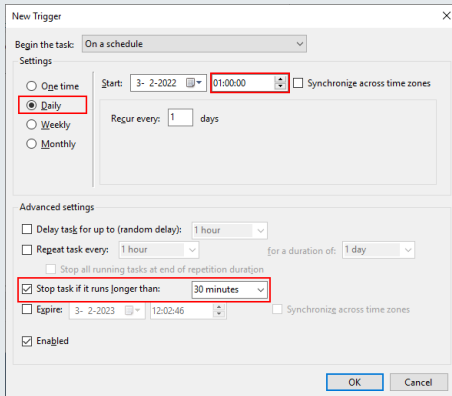 New Trigger
Begin the task: On a schedule
Settings
One time
Start: 3- 2-2022 01:00:00 Synchronize across time zones
Daily
Recur every: 1 days
Weekly
Monthly
Advanced settings
Delay task for up to (random delay): 1 hour
Repeat task every: 1 hour for a duration of: 1 day
Stop all running tasks at end of repetition duration
Stop task if it runs longer than: 30 minutes
Expire: 3- 2-2023 12:02:46 Synchronize across time zones
Enabled
OK Cancel